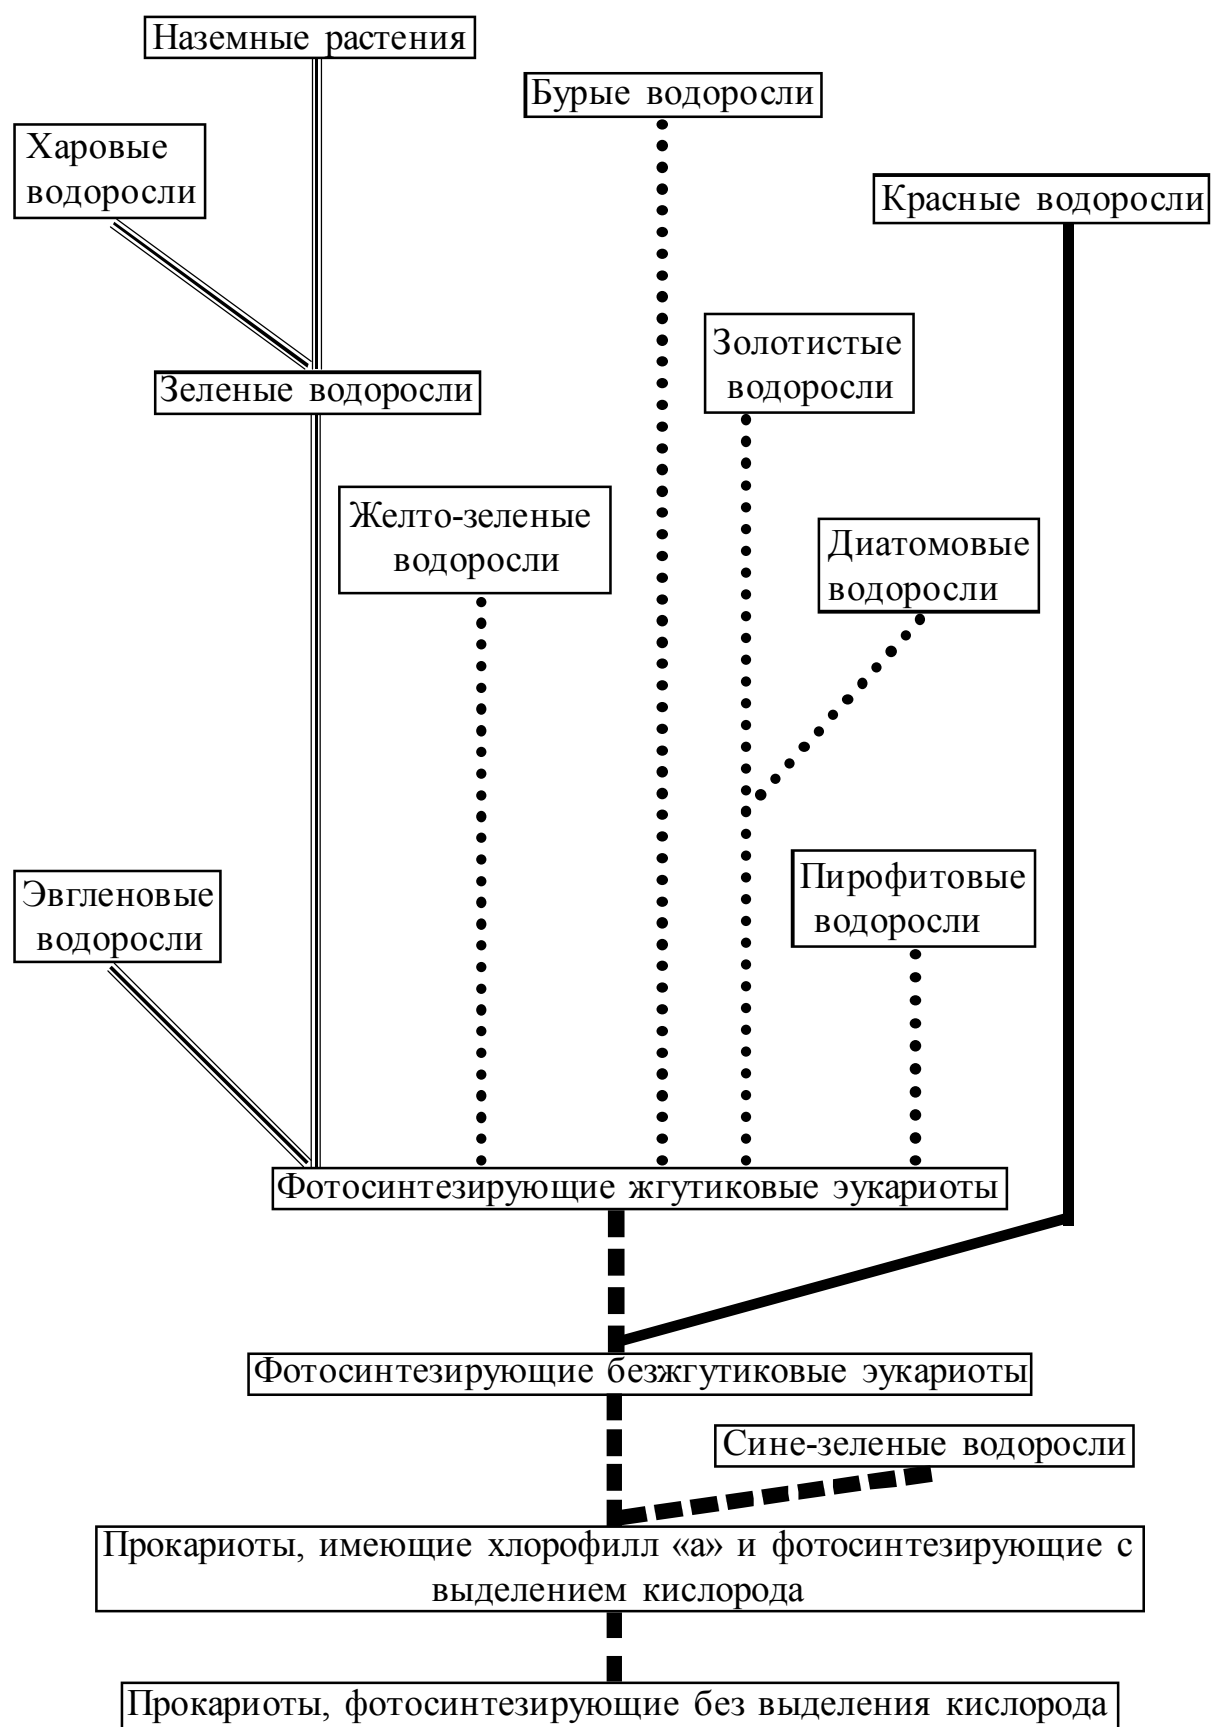 Наземные растения
Бурые водоросли
Харовые
водоросли
Красные водоросли
Золотистые
водоросли
Зеленые водоросли
Желто-зеленые
водоросли
Диатомовые
водоросли
Пирофитовые
водоросли
Эвгленовые
водоросли
Фотосинтезирующие жгутиковые эукариоты
Фотосинтезирующие безжгутиковые эукариоты
Сине-зеленые водоросли
Прокариоты, имеющие хлорофилл «а» и фотосинтезирующие с
выделением кислорода
Прокариоты, фотосинтезирующие без выделения кислорода